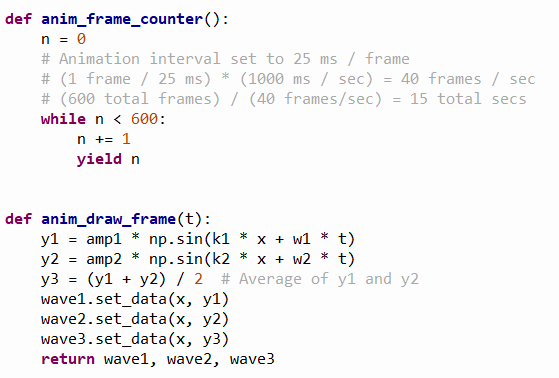 def anim_frame_counter():
    n = 0
    # Animation interval set to 25 ms / frame
    # (1 frame / 25 ms) * (1000 ms / sec) = 40 frames / sec
    # (600 total frames) / (40 frames/sec) = 15 total secs
    while n < 600:
        n += 1
        yield n
def anim_draw_frame(t):
    y1 = amp1 * np.sin(k1 * x + w1 * t)
    y2 = amp2 * np.sin(k2 * x + w2 * t)
    y3 = (y1 + y2) / 2  # Average of y1 and y2
    wave1.set_data(x, y1)
    wave2.set_data(x, y2)
    wave3.set_data(x, y3)
    return wave1, wave2, wave3